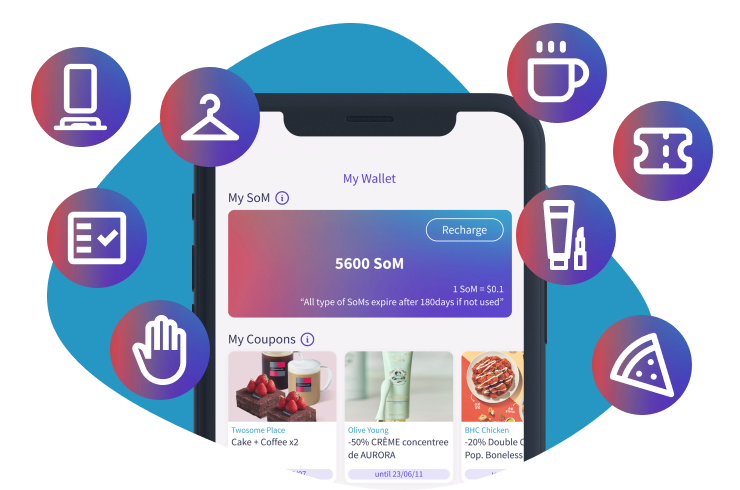 My Wallet
My SoM
Recharge
5600 SoM
1 SoM = $0.1
“All type of SoMs expire after 180days if not used”
My Coupons
Twosome Place
Cake + Coffee x2
Olive Young
-50% CRÈME concentree
de AURORA
until 23/06/11
BHC Chicken
-20% Double
Pop. Boneless